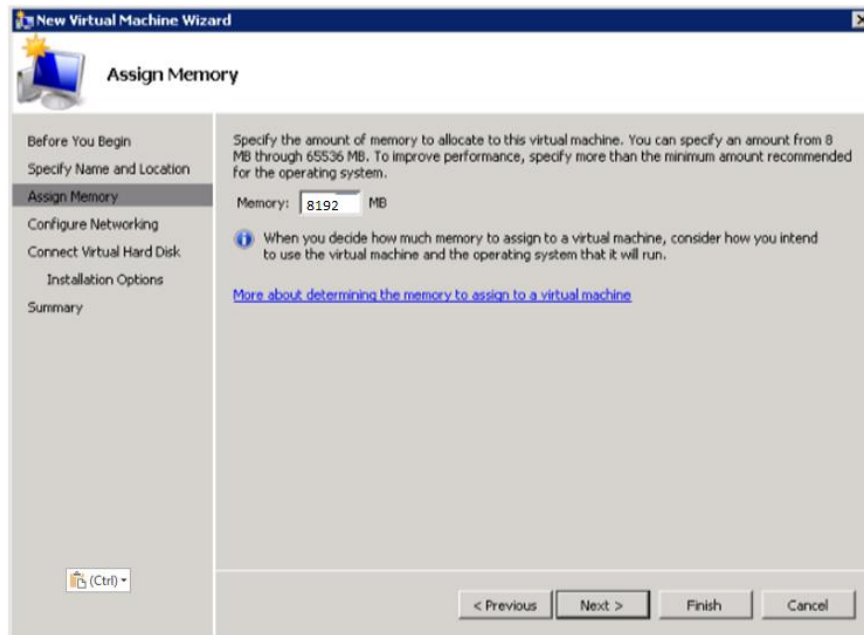 New Virtual Machine Wizard
Assign Memory
Before You Begin
Specify Name and Location
Assign Memory
Configure Networking
Connect Virtual Hard Disk
Installation Options
Summary
Specify the amount of memory to allocate to this virtual machine. You can specify an amount from 8
MB through 65536 MB. To improve performance, specify more than the minimum amount recommended
for the operating system.
Memory: 8192 MB
When you decide how much memory to assign to a virtual machine, consider how you intend
to use the virtual machine and the operating system that it will run.
More about determining the memory to assign to a virtual machine
(Ctrl)
< Previous Next > Finish Cancel